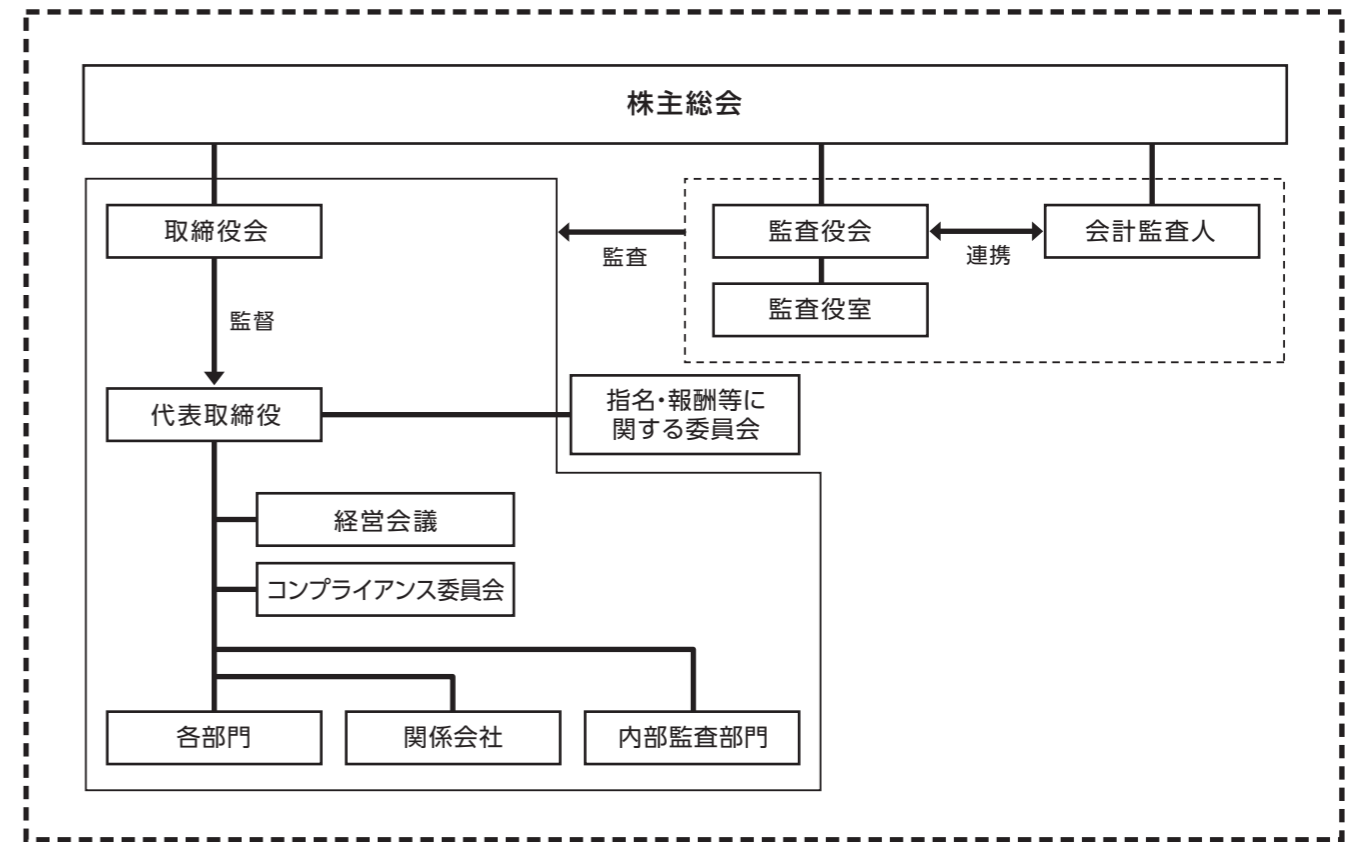 株主総会
取締役会
監査
監査役会
連携
会計監査人
監査役室
監督
代表取締役
指名・報酬等に
関する委員会
経営会議
コンプライアンス委員会
各部門
関係会社
内部監査部門